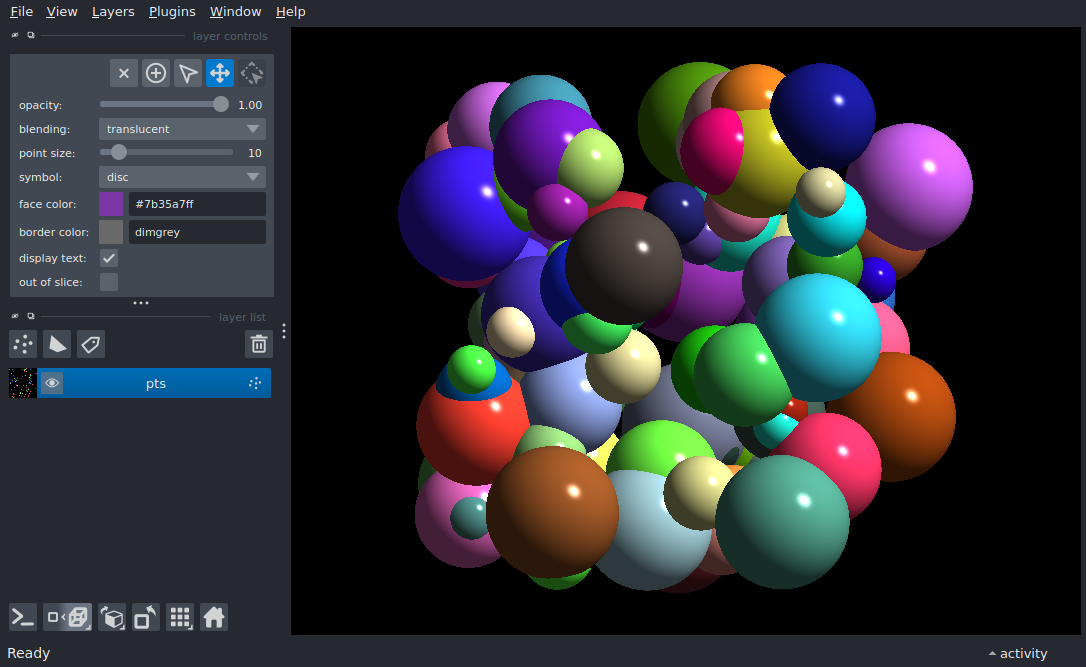 File View Layers Plugins Window Help
layer controls
opacity: 1.00
blending: translucent
point size: 10
symbol: disc
face color: #7b35a7ff
border color: dimgrey
display text:
out of slice:
layer list
pts
Ready
activity